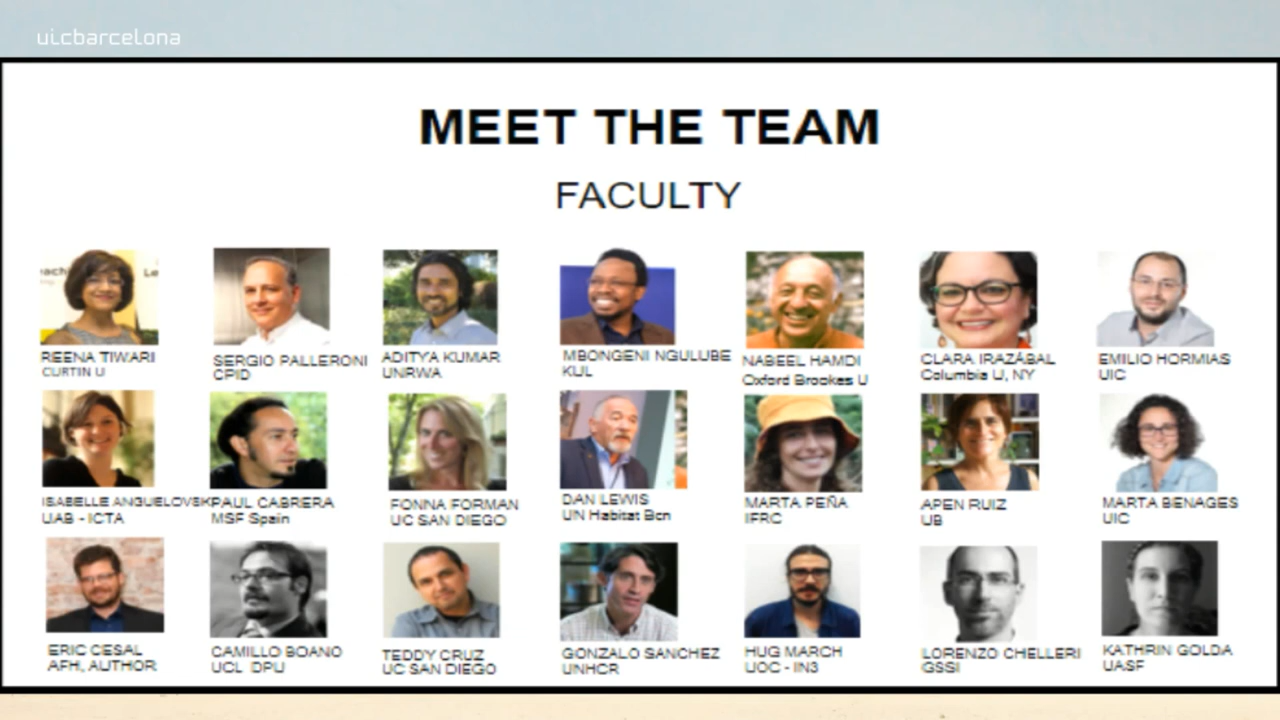 uicbarcelona
MEET THE TEAM
FACULTY
REENA TIWARI
CURTIN U
SERGIO PALLERONI
CPID
ADITYA KUMAR
UNRWA
MBONGENI NGULUBE
KUL
NABEEL HAMDI
Oxford Brookes U
CLARA IRAZÁBAL
Columbia U, NY
EMILIO HORMIAS
UIC
ISABELLE ANGUELOVSK
UAB - ICTA
PAUL CABRERA
MSF Spain
FONNA FORMAN
UC SAN DIEGO
DAN LEWIS
UN Habitat Bcn
MARTA PEÑA
IFRC
APEN RUIZ
UB
MARTA BENAGES
UIC
ERIC CESAL
AFH, AUTHOR
CAMILLO BOANO
UCL DPU
TEDDY CRUZ
UC SAN DIEGO
GONZALO SANCHEZ
UNHCR
HUG MARCH
UOC - IN3
LORENZO CHELLERI
GSSI
KATHRIN GOLDA
UASF